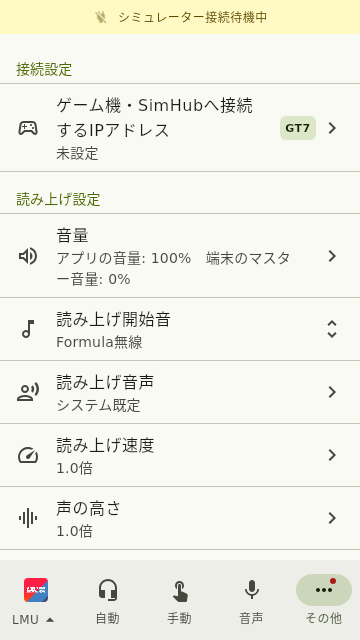 シミュレーター接続待機中
接続設定
ゲーム機・SimHubへ接続
するIPアドレス
未設定
GT7
読み上げ設定
音量
アプリの音量: 100%　端末のマスタ
ー音量: 0%
読み上げ開始音
Formula無線
読み上げ音声
システム既定
読み上げ速度
1.0倍
声の高さ
1.0倍
LMU
自動
手動
音声
その他